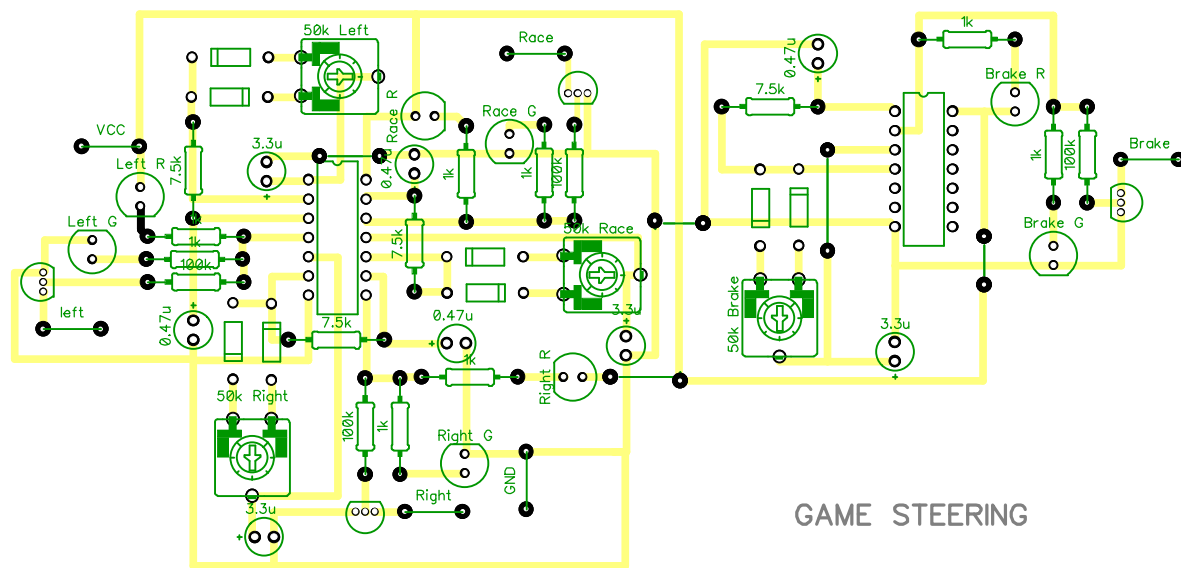 50k Left
Race
0.47u
1k
Brake R
7.5k
Race R
Race G
VCC
3.3u
Brake
Left R
7.5k
0.47u
1k
1k
100k
1k
100k
Left G
1k
1k
100k
7.5k
50k Race
Brake G
left
0.47u
7.5k
0.47u
3.3u
50k Brake
3.3u
1k
Right R
50k Right
100k
1k
Right G
GND
Right
3.3u
GAME STEERING